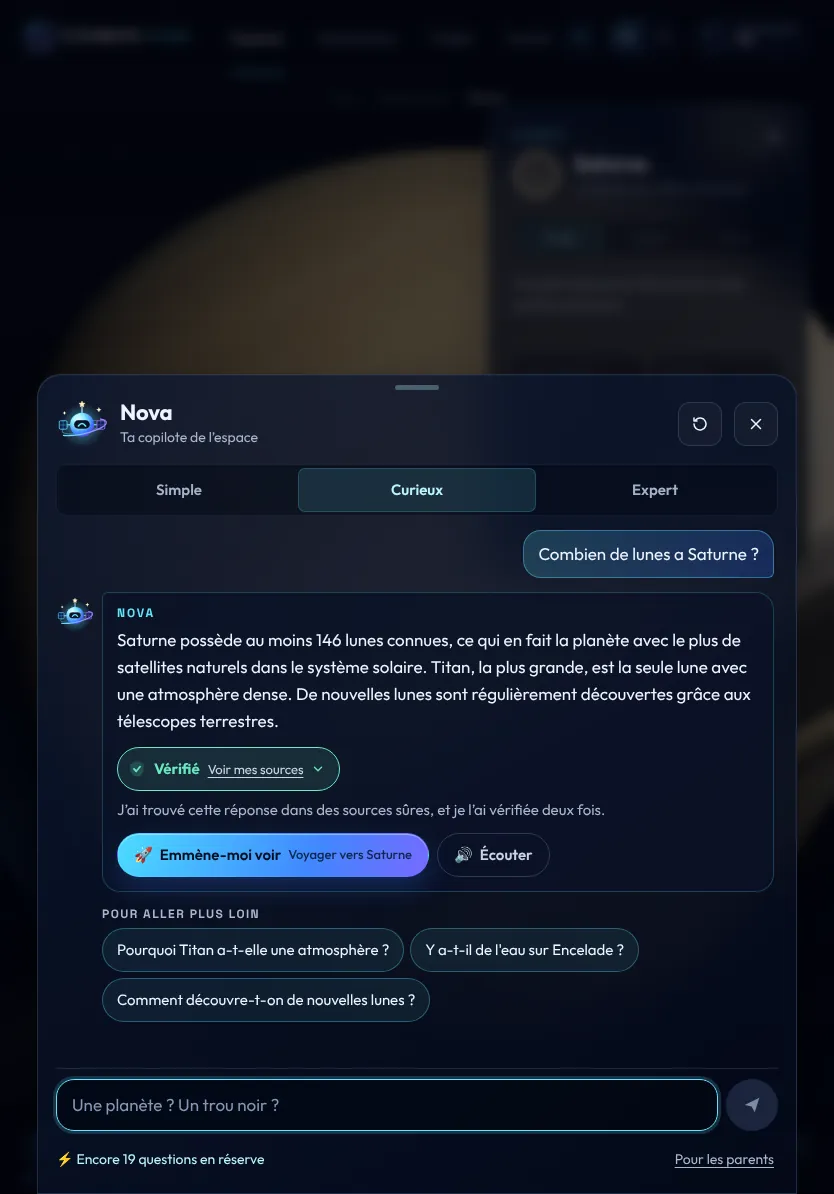 Nova
Ta copilote de l'espace
Simple
Curieux
Expert
Combien de lunes a Saturne ?
NOVA
Saturne possède au moins 146 lunes connues, ce qui en fait la planète avec le plus de
satellites naturels dans le système solaire. Titan, la plus grande, est la seule lune avec
une atmosphère dense. De nouvelles lunes sont régulièrement découvertes grâce aux
télescopes terrestres.
Vérifié Voir mes sources
J'ai trouvé cette réponse dans des sources sûres, et je l'ai vérifiée deux fois.
🚀 Emmène-moi voir Voyager vers Saturne
🔊 Écouter
POUR ALLER PLUS LOIN
Pourquoi Titan a-t-elle une atmosphère ?
Y a-t-il de l'eau sur Encelade ?
Comment découvre-t-on de nouvelles lunes ?
Une planète ? Un trou noir ?
⚡ Encore 19 questions en réserve
Pour les parents